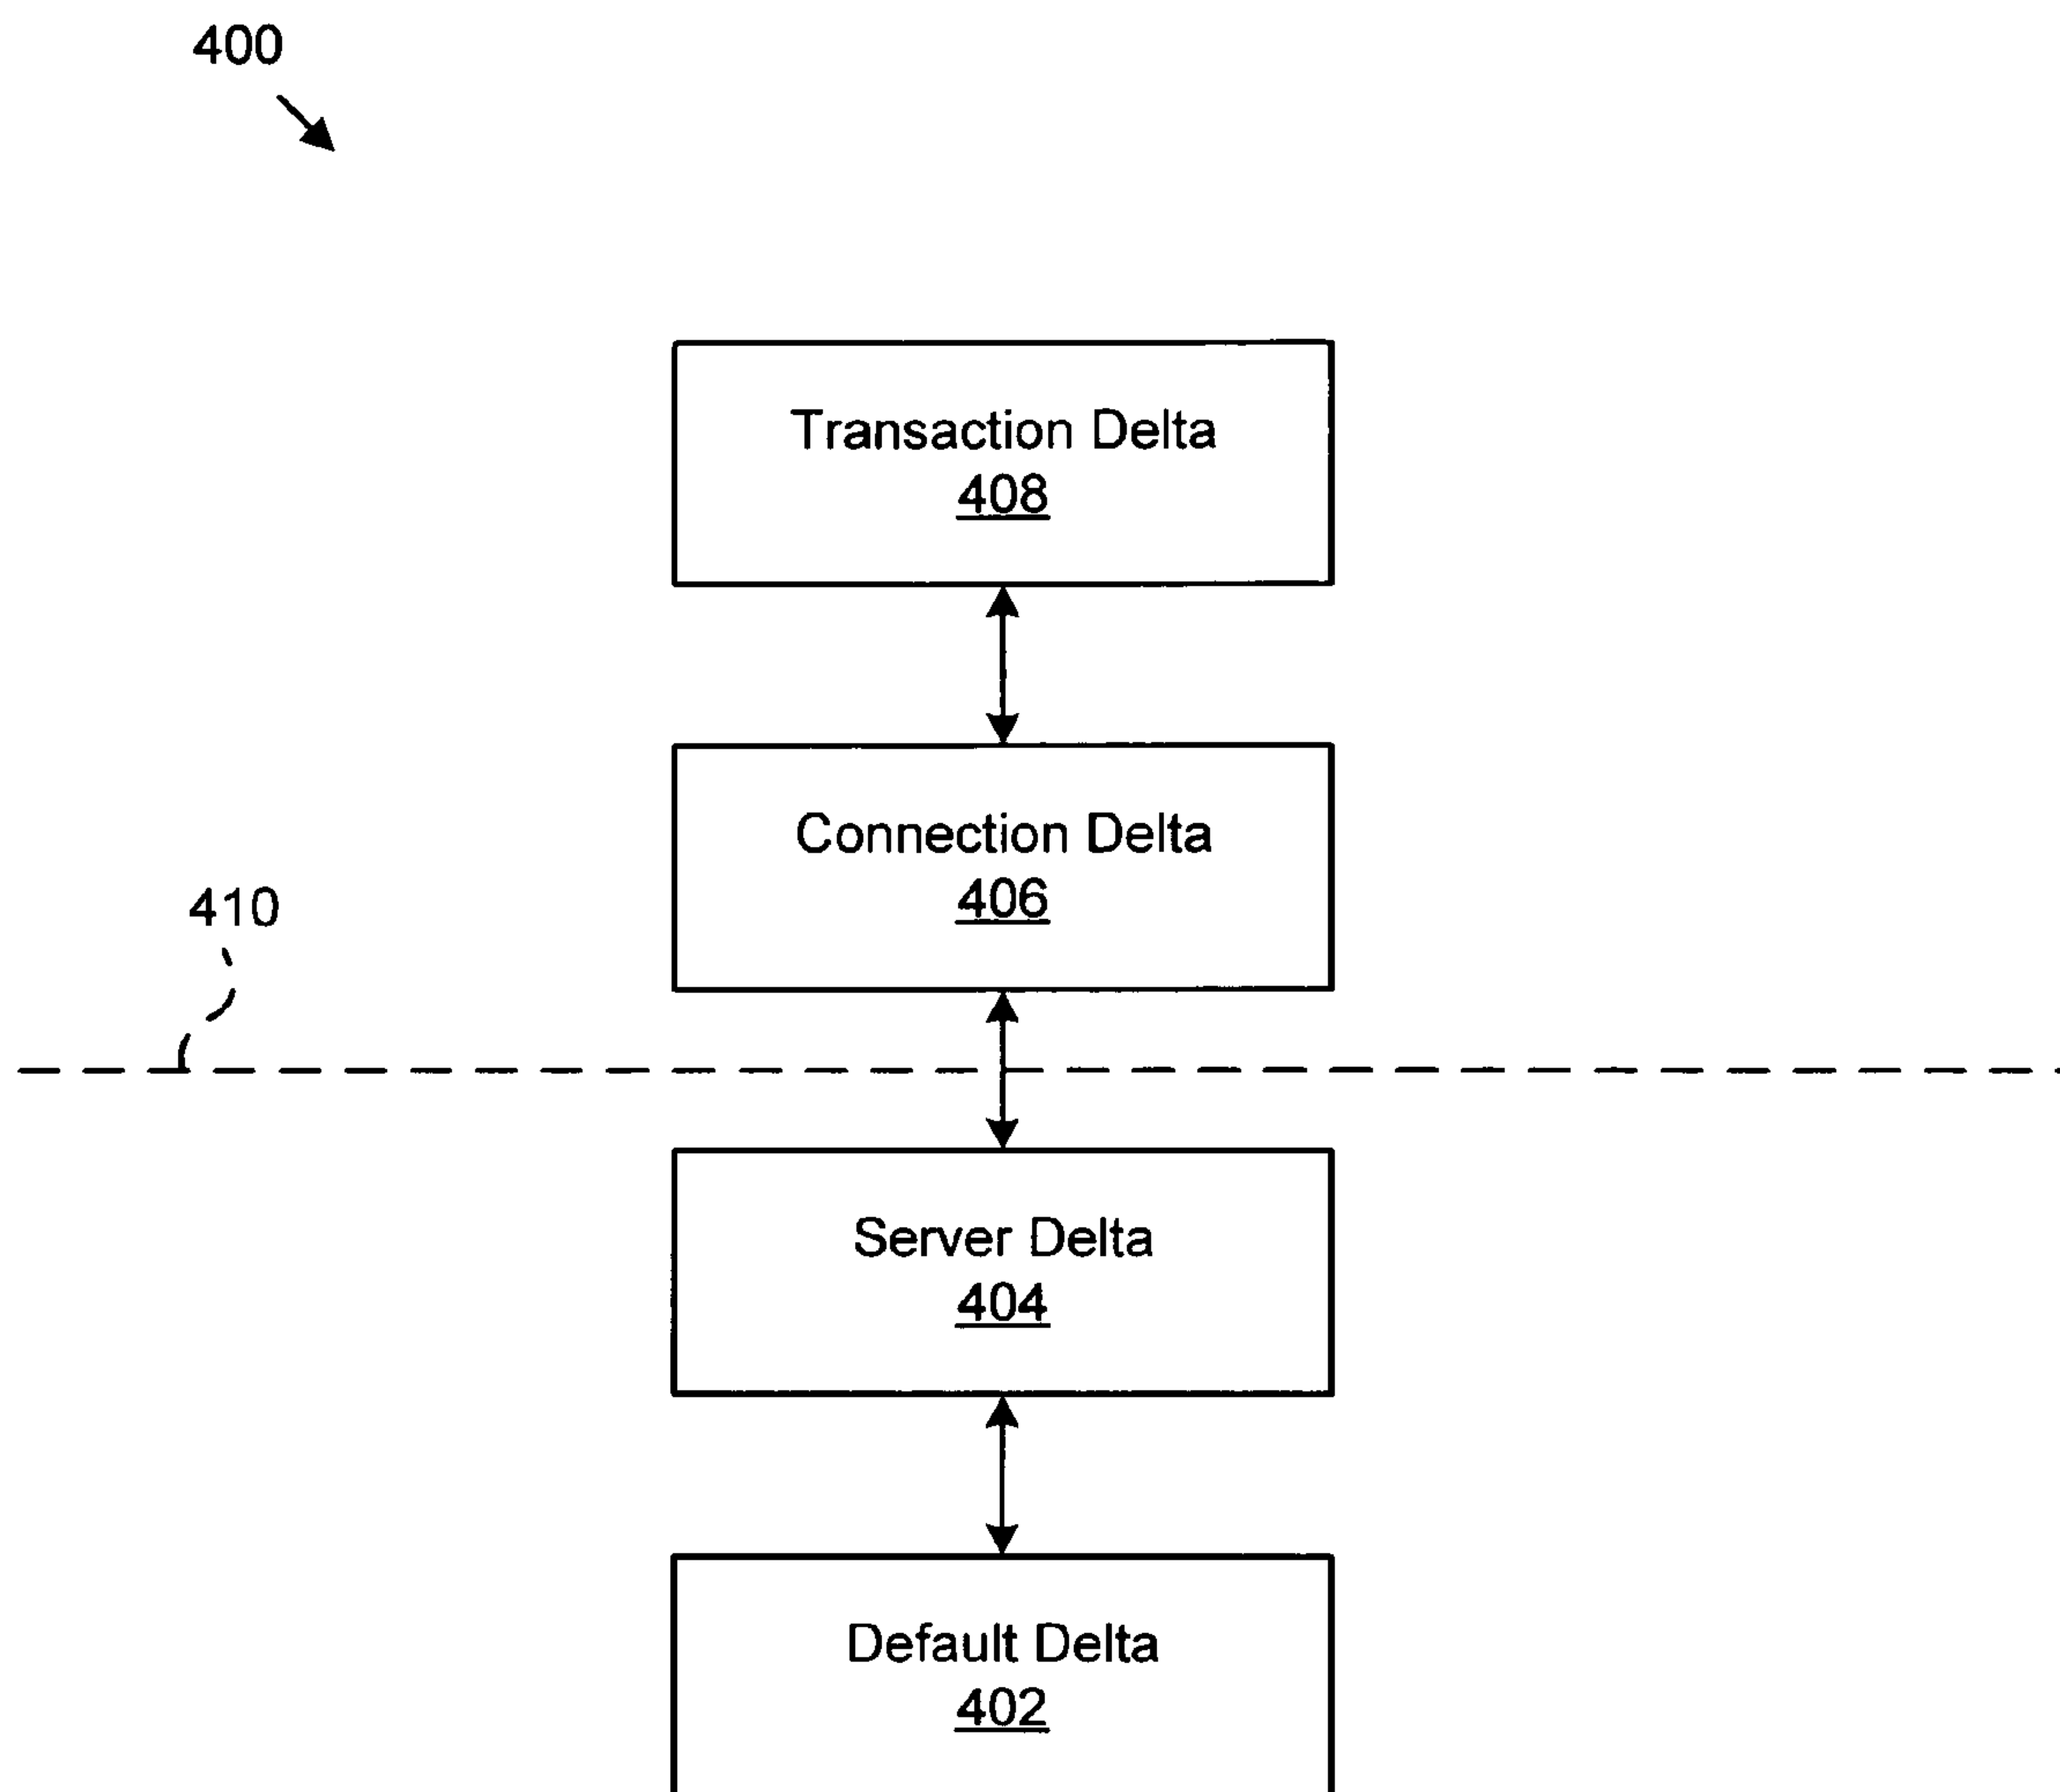 400
Transaction Delta
408
Connection Delta
406
410
Server Delta
404
Default Delta
402